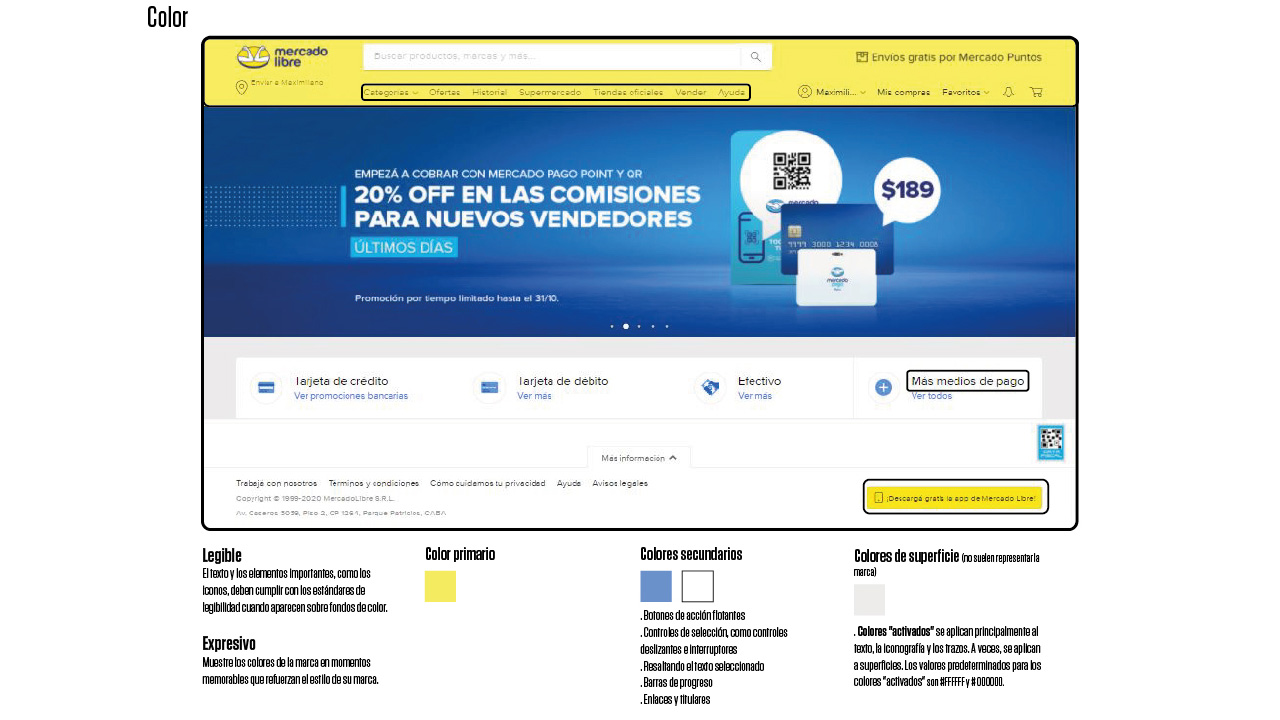 Color
mercado
libre
Buscar productos, marcas y más...
Envíos gratis por Mercado Puntos
Enviar a Maximiliano
Categorías Ofertas Historial Supermercado Tiendas oficiales Vender Ayuda
Maximili... Mis compras Favoritos
EMPEZÁ A COBRAR CON MERCADO PAGO POINT Y QR
20% OFF EN LAS COMISIONES
PARA NUEVOS VENDEDORES
ÚLTIMOS DÍAS
Promoción por tiempo limitado hasta el 31/10.
$189
mercado
mercado
pago
Tarjeta de crédito
Ver promociones bancarias
Tarjeta de débito
Ver más
Efectivo
Ver más
Más medios de pago
Ver todos
Más información
Trabajá con nosotros Términos y condiciones Cómo cuidamos tu privacidad Ayuda Avisos legales
Copyright © 1999-2020 MercadoLibre S.R.L.
Av. Caseros 3039, Piso 2, CP 1264, Parque Patricios, CABA
¡Descargá gratis la app de Mercado Libre!
Legible
El texto y los elementos importantes, como los
íconos, deben cumplir con los estándares de
legibilidad cuando aparecen sobre fondos de color.
Expresivo
Muestre los colores de la marca en momentos
memorables que refuerzan el estilo de su marca.
Color primario
Colores secundarios
. Botones de acción flotantes
. Controles de selección, como controles
deslizantes e interruptores
. Resaltando el texto seleccionado
. Barras de progreso
. Enlaces y titulares
Colores de superficie (no suelen representar la
marca)
. Colores "activados" se aplican principalmente al
texto, la iconografía y los trazos. A veces, se aplican
a superficies. Los valores predeterminados para los
colores "activados" son #FFFFFF y # 000000.